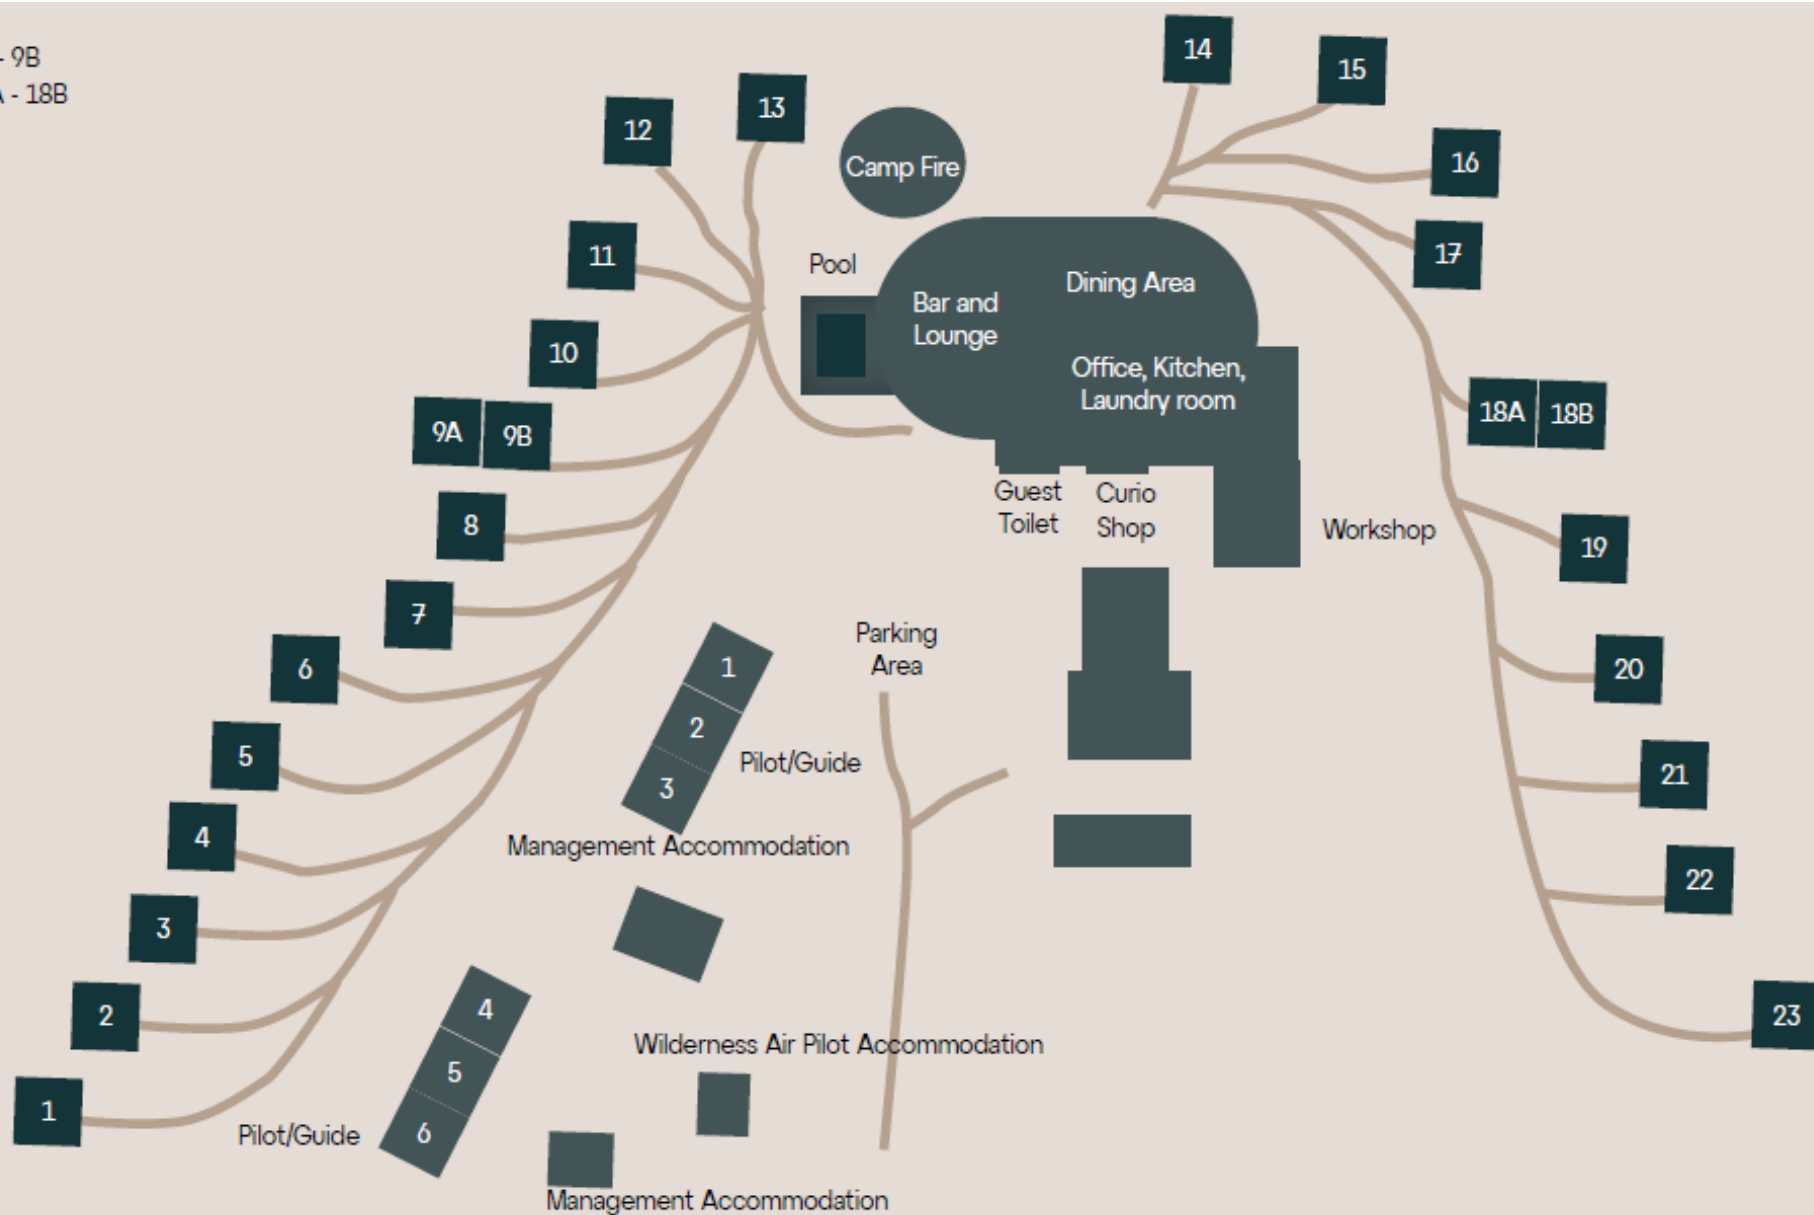 - 9B
- 18B
14
15
13
12
16
Camp Fire
17
11
Pool
Dining Area
Bar and
Lounge
10
Office, Kitchen,
Laundry room
9A
9B
18A
18B
8
Guest
Toilet
Curio
Shop
Workshop
19
7
Parking
Area
6
1
20
2
5
Pilot/Guide
3
21
4
Management Accommodation
22
3
4
2
23
Wilderness Air Pilot Accommodation
5
1
6
Pilot/Guide
Management Accommodation